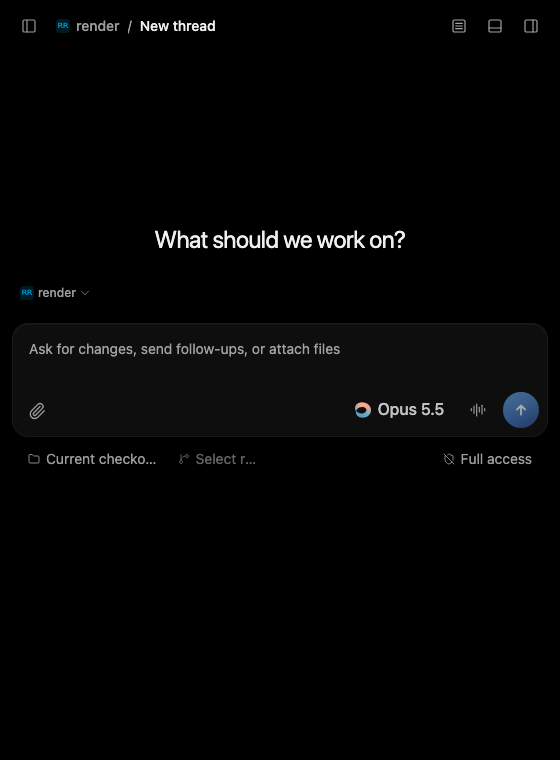 RR render / New thread
What should we work on?
RR render
Ask for changes, send follow-ups, or attach files
Opus 5.5
Current checko... Select r... Full access